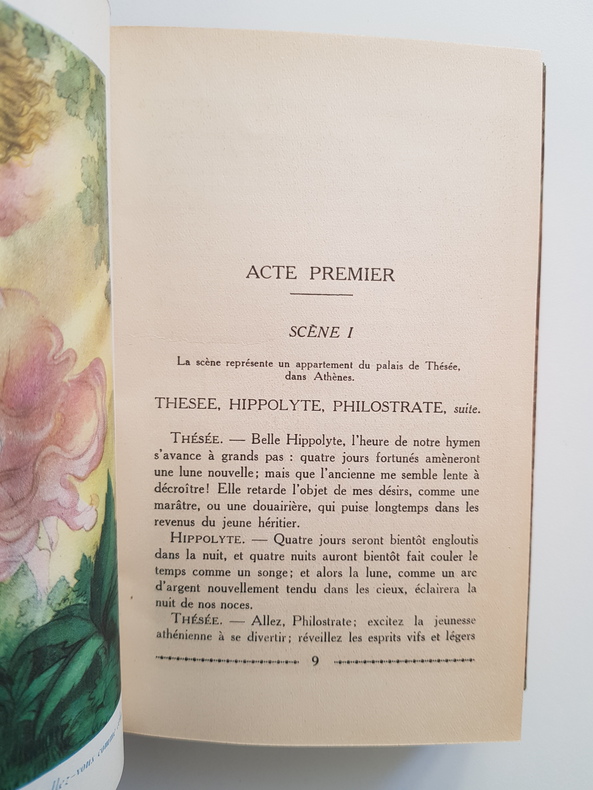 ACTE PREMIER
SCÈNE I
La scène représente un appartement du palais de Thésée,
dans Athènes.
THESEE, HIPPOLYTE, PHILOSTRATE, suite.
THÉSÉE. — Belle Hippolyte, l'heure de notre hymen
s'avance à grands pas : quatre jours fortunés amèneront
une lune nouvelle; mais que l'ancienne me semble lente à
décroître! Elle retarde l'objet de mes désirs, comme une
marâtre, ou une douairière, qui puise longtemps dans les
revenus du jeune héritier.
HIPPOLYTE. — Quatre jours seront bientôt engloutis
dans la nuit, et quatre nuits auront bientôt fait couler le
temps comme un songe; et alors la lune, comme un arc
d'argent nouvellement tendu dans les cieux, éclairera la
nuit de nos noces.
THÉSÉE. — Allez, Philostrate; excitez la jeunesse
athénienne à se divertir; réveillez les esprits vifs et légers
9